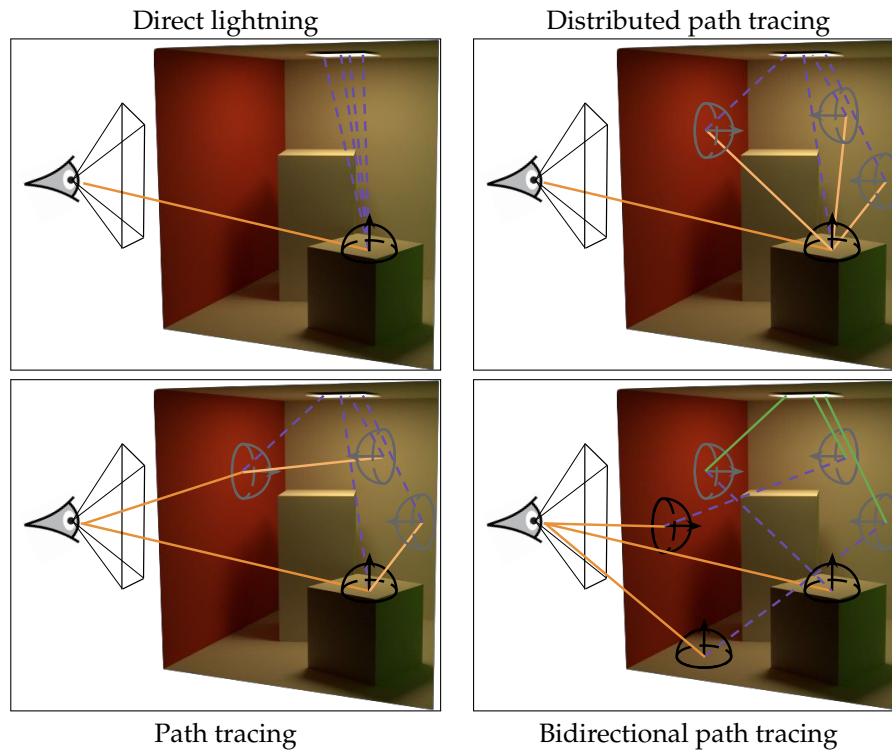 Direct lightning
Distributed path tracing
Path tracing
Bidirectional path tracing